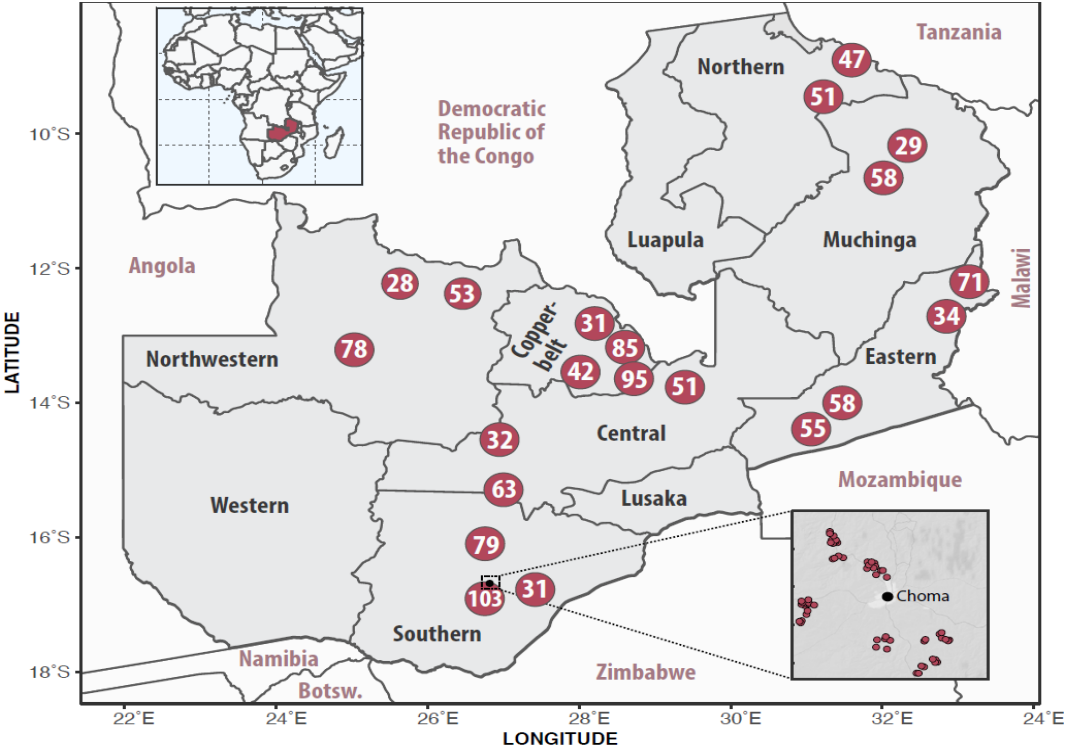 Tanzania
Northern
47
51
Democratic
Republic of
the Congo
10°S
29
58
Luapula
Muchinga
Angola
Malawi
12°S
28
53
71
34
31
Copper-
belt
85
78
Northwestern
42
95
51
Eastern
LATITUDE
14°S
58
55
32
Central
63
Lusaka
Mozambique
Western
16°S
79
103
31
Choma
Southern
Namibia
Botsw.
Zimbabwe
18°S
22°E
24°E
26°E
28°E
30°E
32°E
24°E
LONGITUDE